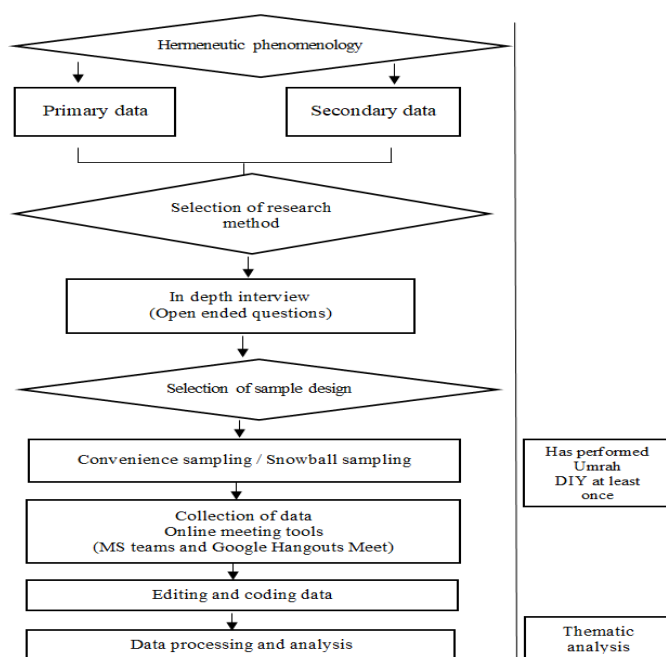 Hermeneutic phenomenology
Primary data
Secondary data
Selection of research
method
In depth interview
(Open ended questions)
Selection of sample design
Convenience sampling / Snowball sampling
Has performed
Umrah
DIY at least
once
Collection of data
Online meeting tools
(MS teams and Google Hangouts Meet)
Editing and coding data
Data processing and analysis
Thematic
analysis